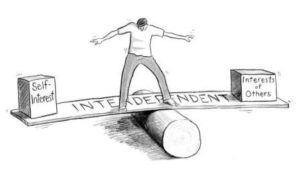 Self-
Interest
INTERDEPENDENT
Interests
of
Others